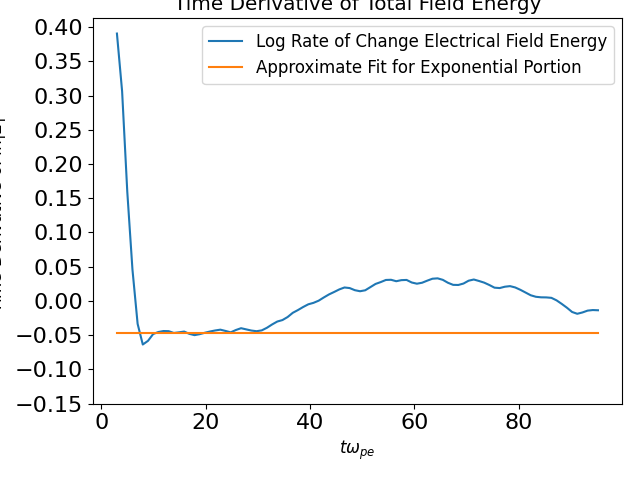 Time Derivative of Total Field Energy
Log Rate of Change Electrical Field Energy
Approximate Fit for Exponential Portion
0.40
0.35
0.30
0.25
0.20
0.15
0.10
0.05
0.00
−0.05
−0.10
−0.15
0 20 40 60 80
tω_pe